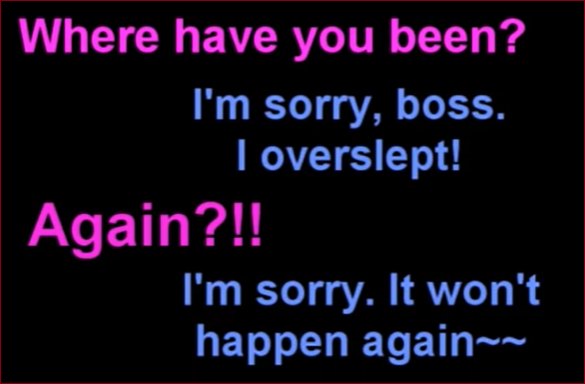 Where have you been?
I'm sorry, boss.
I overslept!
Again?!!
I'm sorry. It won't
happen again~~